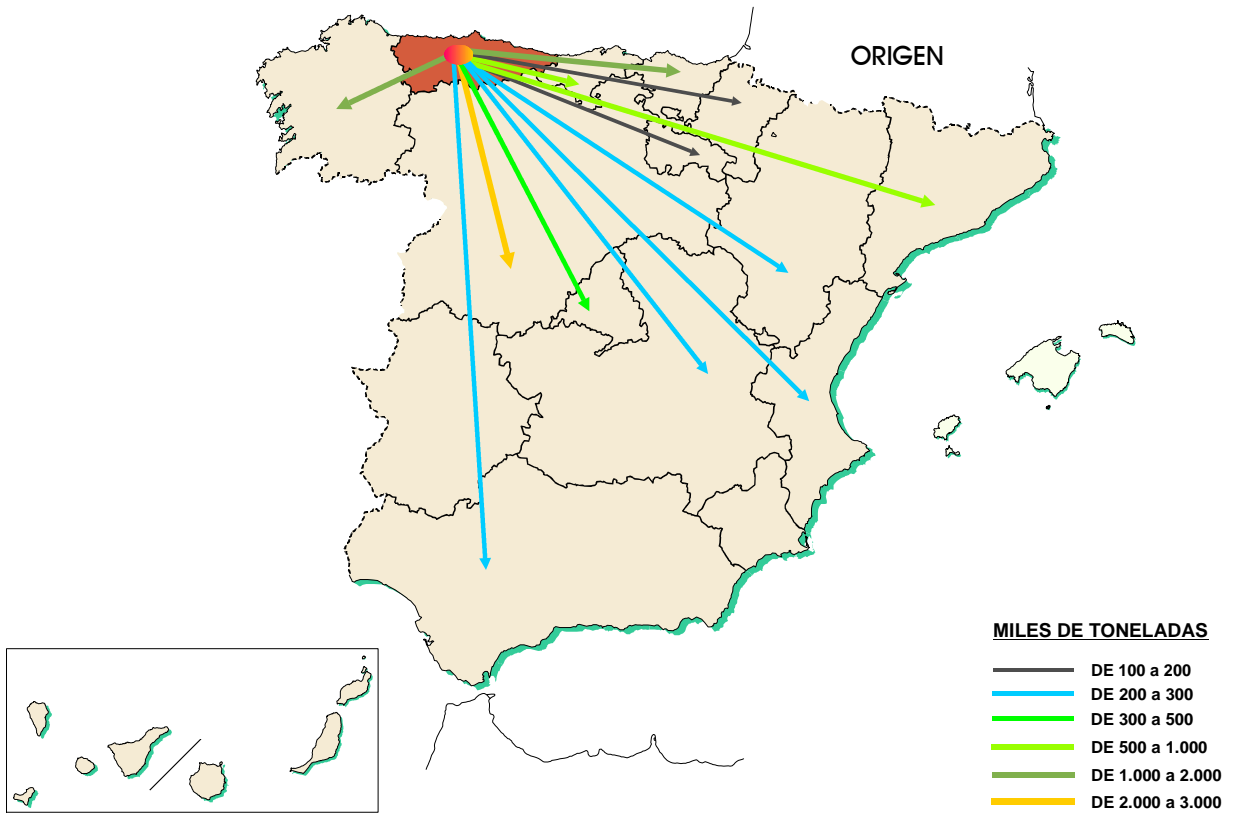 ORIGEN
MILES DE TONELADAS
DE 100 a 200
DE 200 a 300
DE 300 a 500
DE 500 a 1.000
DE 1.000 a 2.000
DE 2.000 a 3.000